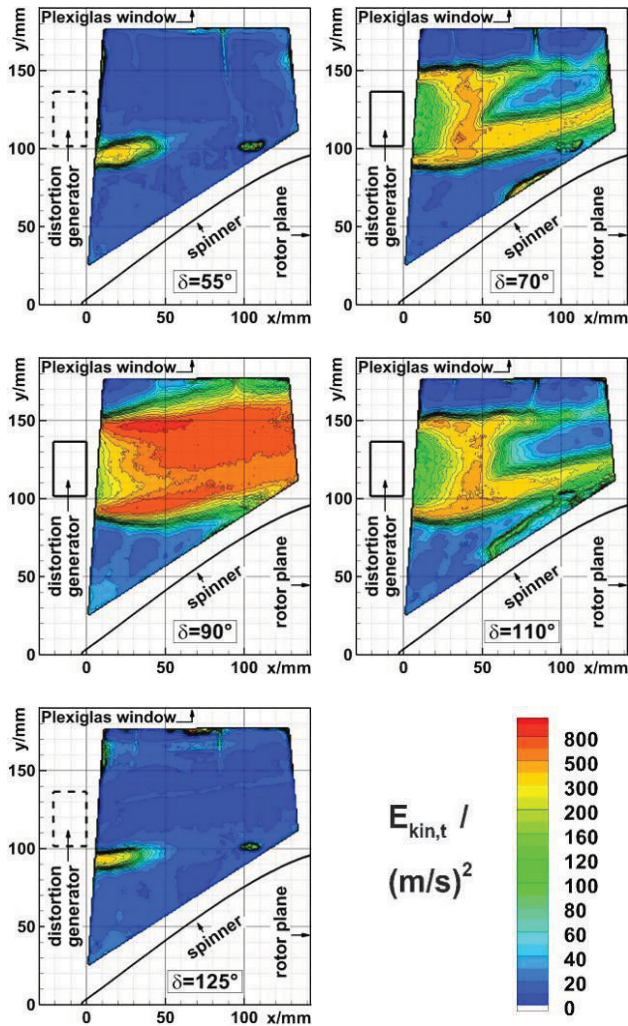 y/mm
Plexiglas window
150
100
50
0
distortion
generator
spinner
rotor plane
δ=55°
0
50
100
x/mm
y/mm
Plexiglas window
150
100
50
0
distortion
generator
spinner
rotor plane
δ=70°
0
50
100
x/mm
y/mm
Plexiglas window
150
100
50
0
distortion
generator
spinner
rotor plane
δ=90°
0
50
100
x/mm
y/mm
Plexiglas window
150
100
50
0
distortion
generator
spinner
rotor plane
δ=110°
0
50
100
x/mm
y/mm
Plexiglas window
150
100
50
0
distortion
generator
spinner
rotor plane
δ=125°
0
50
100
x/mm
E_kin,t /
(m/s)²
800
500
300
200
160
120
100
80
60
40
20
0